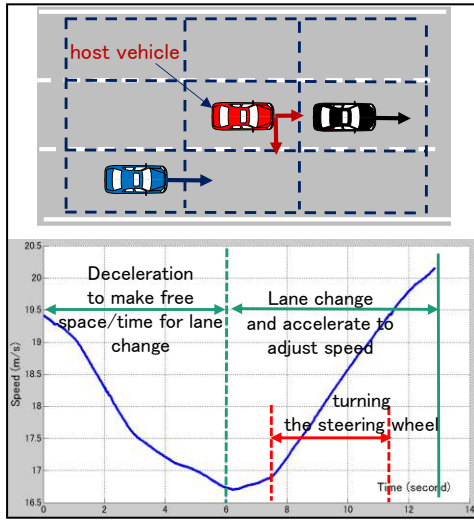 host vehicle
20.5
20
19.5
19
18.5
18
17.5
17
16.5
Speed (m/s)
Deceleration
to make free
space/time for lane
change
Lane change
and accelerate to
adjust speed
turning
the steering wheel
Time (second)
0 2 4 6 8 10 12 14